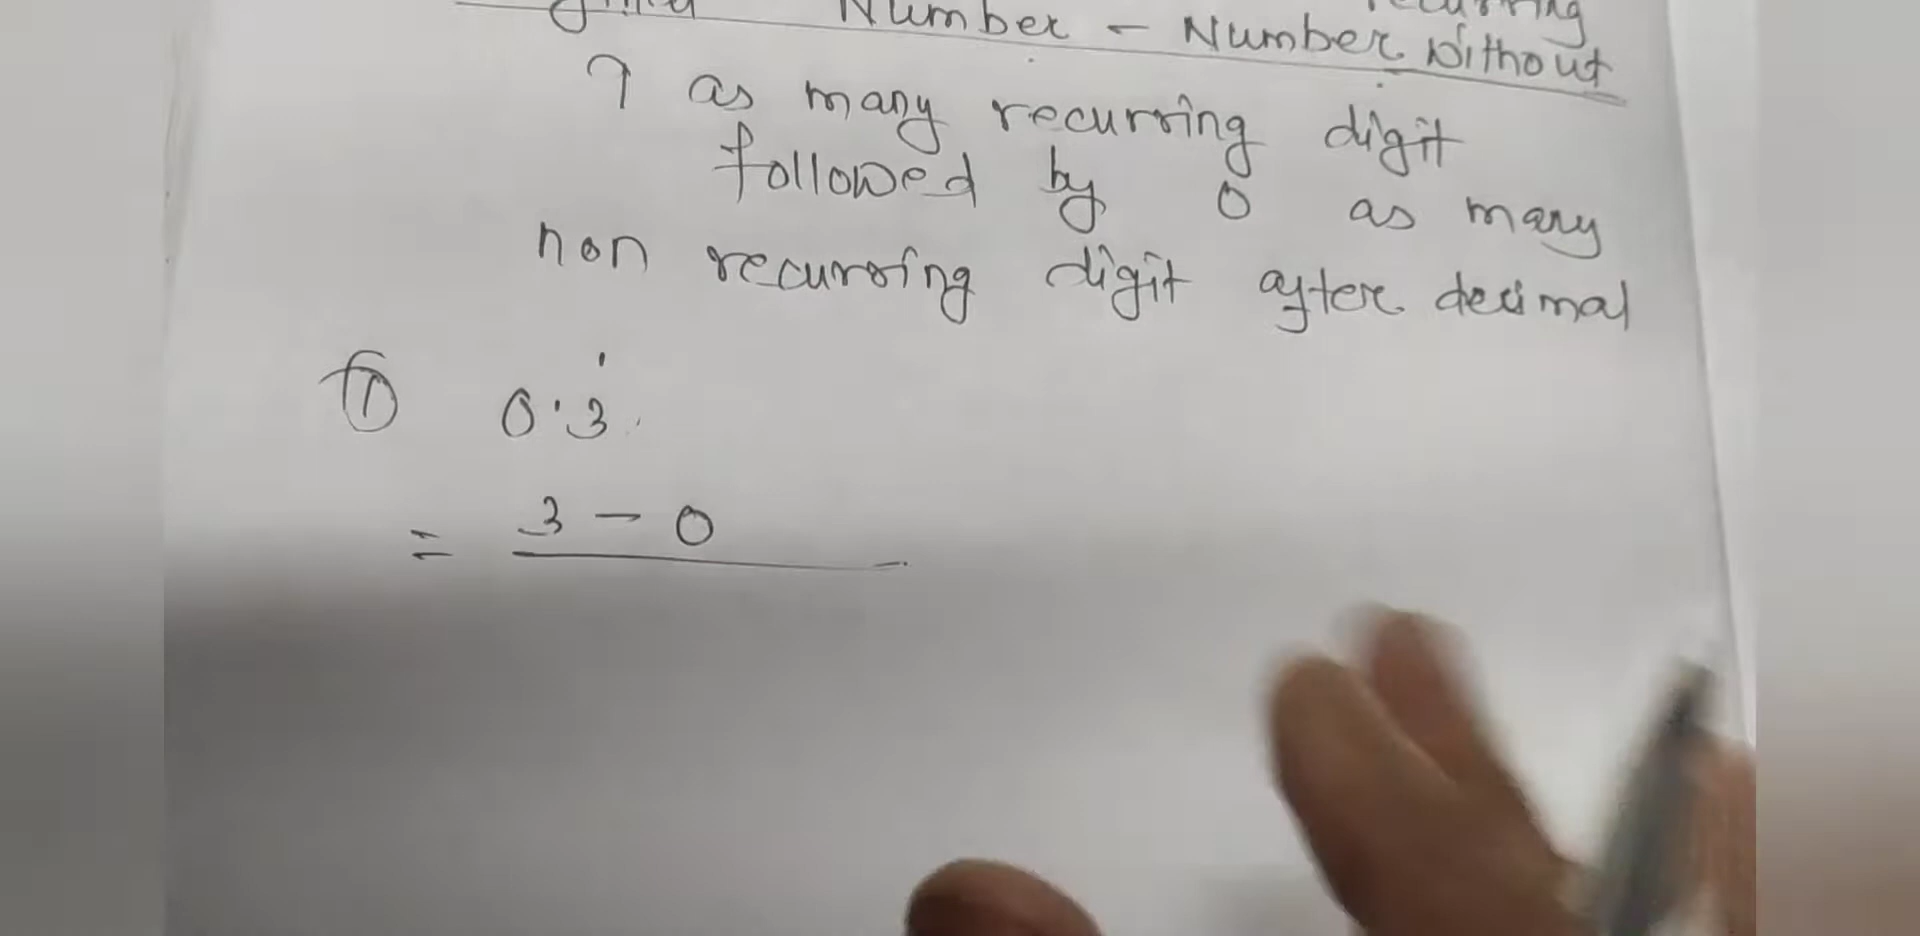 Number - Number without
recurring
9 as many recurring digit
followed by 0 as many
non recurring digit after decimal
① 0.3̇
= 3 - 0